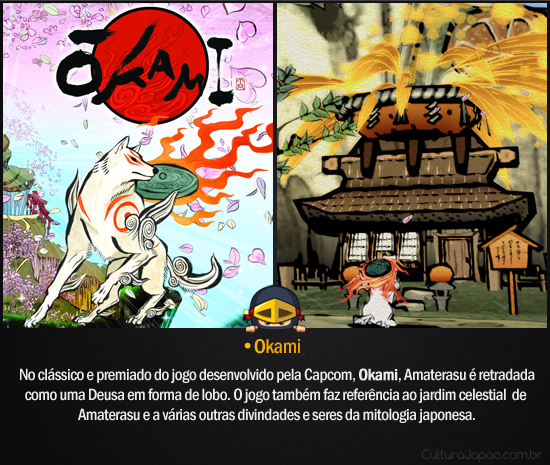 ŌKAMI
• Okami
No clássico e premiado do jogo desenvolvido pela Capcom, Okami, Amaterasu é retradada
como uma Deusa em forma de lobo. O jogo também faz referência ao jardim celestial de
Amaterasu e a várias outras divindades e seres da mitologia japonesa.
CulturaJapao.com.br